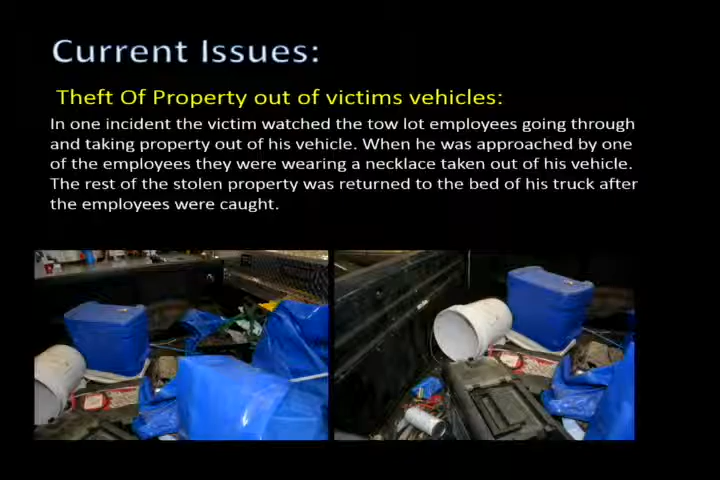 Current Issues:
Theft Of Property out of victims vehicles:
In one incident the victim watched the tow lot employees going through
and taking property out of his vehicle. When he was approached by one
of the employees they were wearing a necklace taken out of his vehicle.
The rest of the stolen property was returned to the bed of his truck after
the employees were caught.